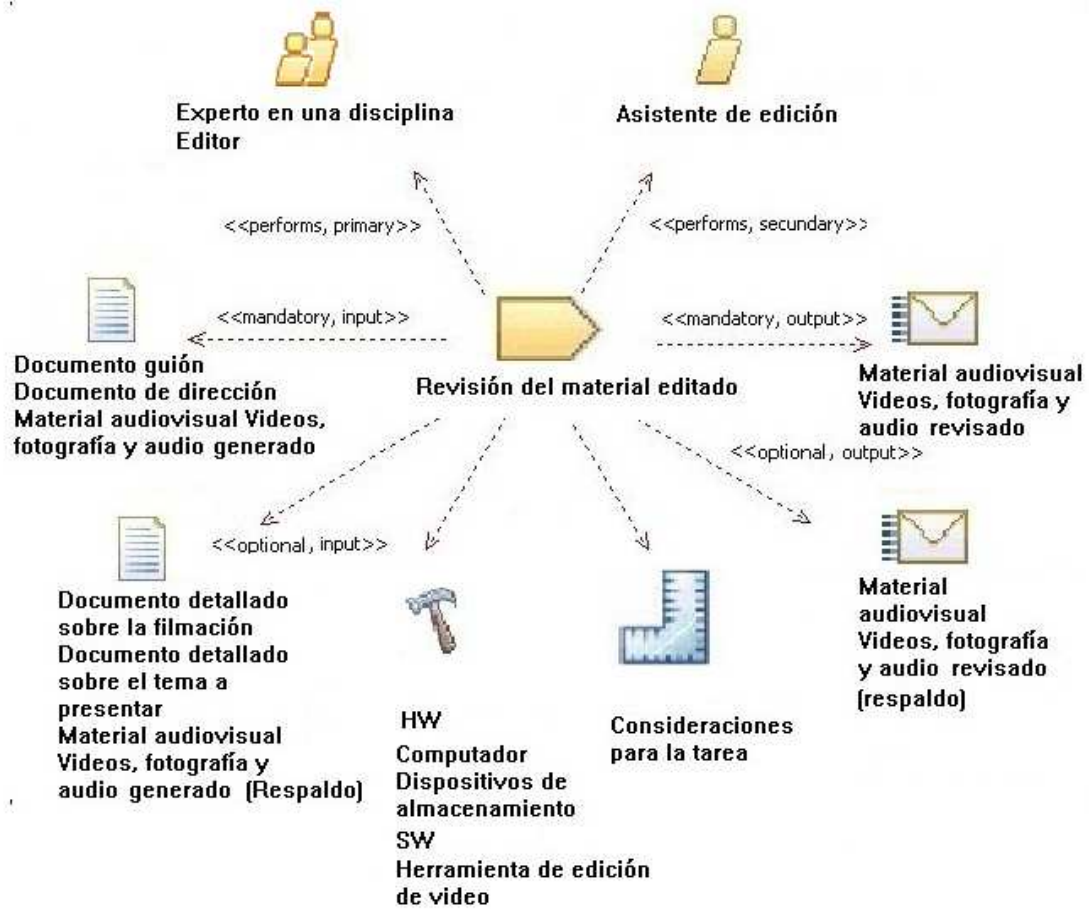 Experto en una disciplina
Editor
Asistente de edición
<<performs, primary>>
<<performs, secundary>>
<<mandatory, input>>
<<mandatory, output>>
Documento guión
Documento de dirección
Material audiovisual Videos,
fotografía y audio generado
Revisión del material editado
Material audiovisual
Videos, fotografía y
audio revisado
<<optional, output>>
<<optional, input>>
Documento detallado
sobre la filmación
Documento detallado
sobre el tema a
presentar
Material audiovisual
Videos, fotografía y
audio generado (Respaldo)
HW
Computador
Dispositivos de
almacenamiento
SW
Herramienta de edición
de video
Consideraciones
para la tarea
Material
audiovisual
Videos, fotografía
y audio revisado
(respaldo)